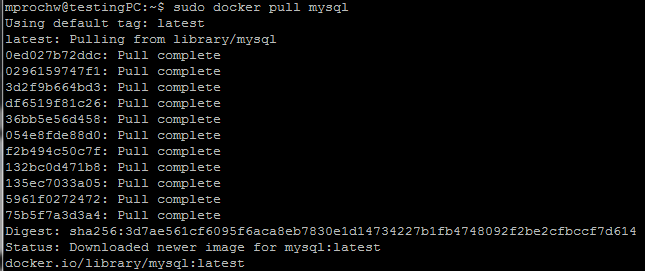 mprochw@testingPC:~$ sudo docker pull mysql
Using default tag: latest
latest: Pulling from library/mysql
0ed027b72ddc: Pull complete
0296159747f1: Pull complete
3d2f9b664bd3: Pull complete
df6519f81c26: Pull complete
36bb5e56d458: Pull complete
054e8fde88d0: Pull complete
f2b494c50c7f: Pull complete
132bc0d471b8: Pull complete
135ec7033a05: Pull complete
5961f0272472: Pull complete
75b5f7a3d3a4: Pull complete
Digest: sha256:3d7ae561cf6095f6aca8eb7830e1d14734227b1fb4748092f2be2cfbccf7d614
Status: Downloaded newer image for mysql:latest
docker.io/library/mysql:latest